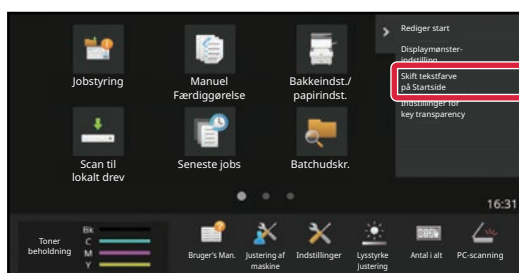 Rediger start
Displaymønster-
indstilling
Skift tekstfarve
på Startside
Indstillinger for
key transparency
Jobstyring
Manuel
Færdiggørelse
Bakkeindst./
papirindst.
Scan til
lokalt drev
Seneste jobs
Batchudskr.
16:31
Toner
beholdning
Bk
C
M
Y
Bruger's Man.
Justering af
maskine
Indstillinger
Lysstyrke
Justering
Antal i alt
PC-scanning